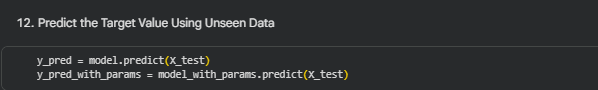 12. Predict the Target Value Using Unseen Data
y_pred = model.predict(X_test)
y_pred_with_params = model_with_params.predict(X_test)